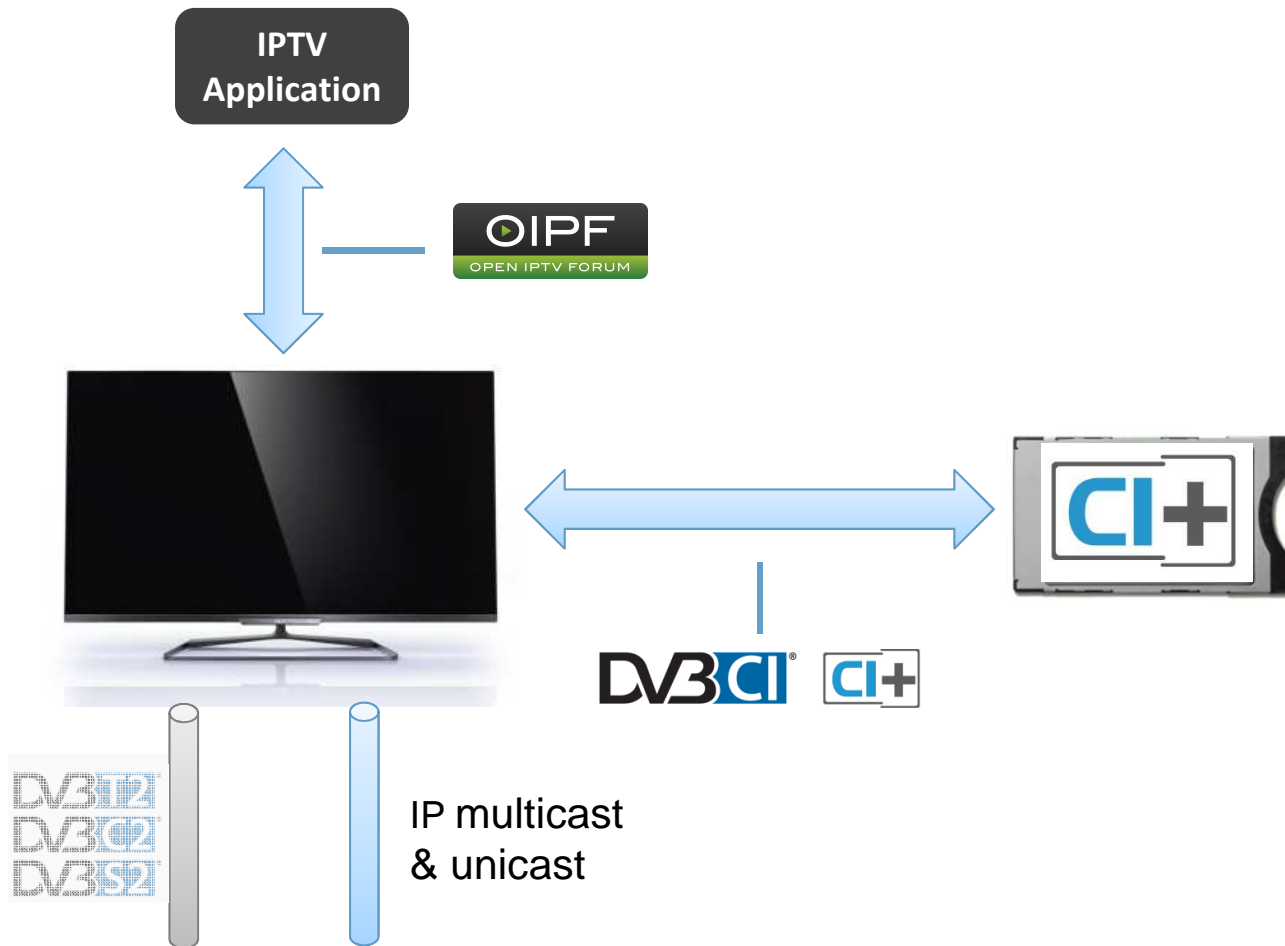 IPTV
Application
OIPF
OPEN IPTV FORUM
CI+
DVB CI®
CI+
DVB T2
DVB C2
DVB S2
IP multicast
& unicast